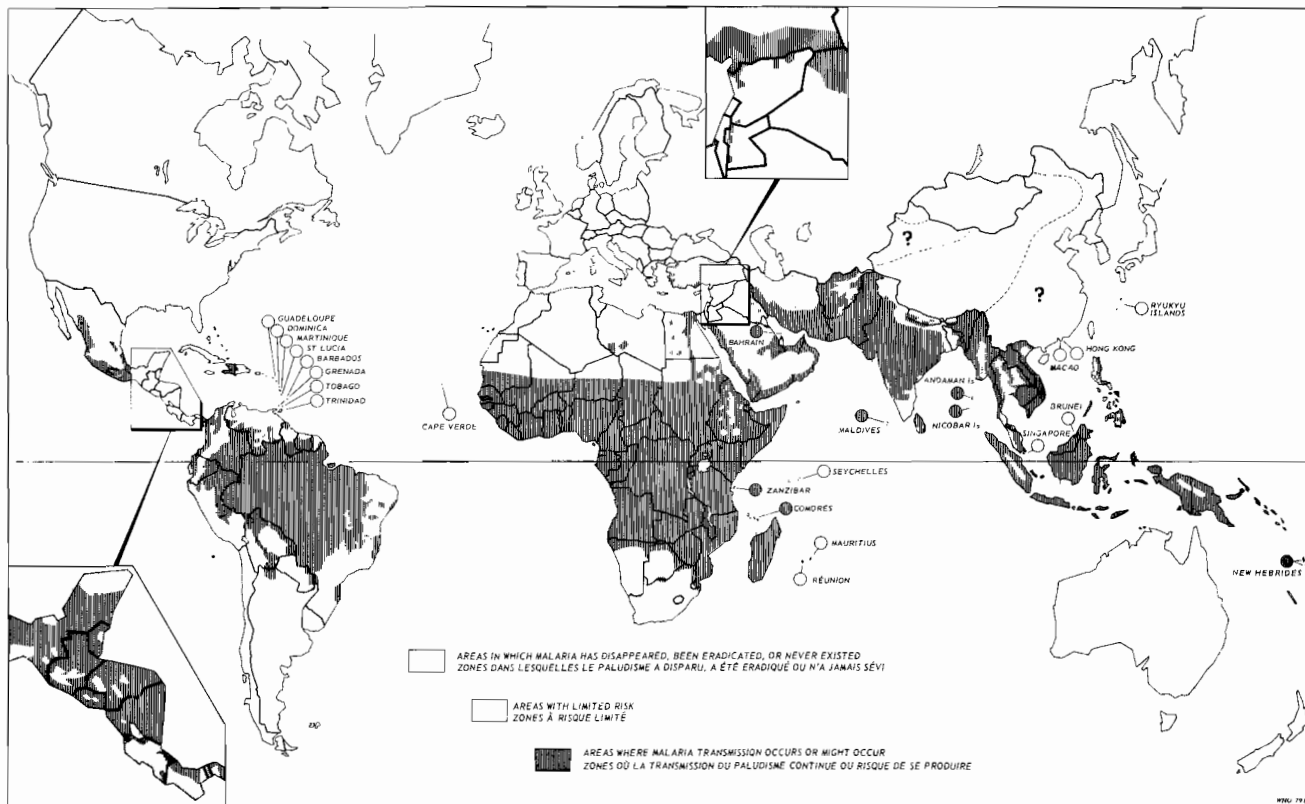 GUADELOUPE
DOMINICA
MARTINIQUE
ST LUCIA
BARBADOS
GRENADA
TOBAGO
TRINIDAD
CAPE VERDE
BAHRAIN
?
?
RYUKYU
ISLANDS
HONG KONG
MACAO
ANDAMAN Is
NICOBAR Is
MALDIVES
BRUNEI
SINGAPORE
SEYCHELLES
ZANZIBAR
COMORES
MAURITIUS
RÉUNION
NEW HEBRIDES
AREAS IN WHICH MALARIA HAS DISAPPEARED, BEEN ERADICATED, OR NEVER EXISTED
ZONES DANS LESQUELLES LE PALUDISME A DISPARU, A ÉTÉ ERADIQUÉ OU N'A JAMAIS SÉVI
AREAS WITH LIMITED RISK
ZONES À RISQUE LIMITÉ
AREAS WHERE MALARIA TRANSMISSION OCCURS OR MIGHT OCCUR
ZONES OÙ LA TRANSMISSION DU PALUDISME CONTINUE OU RISQUE DE SE PRODUIRE
WHO